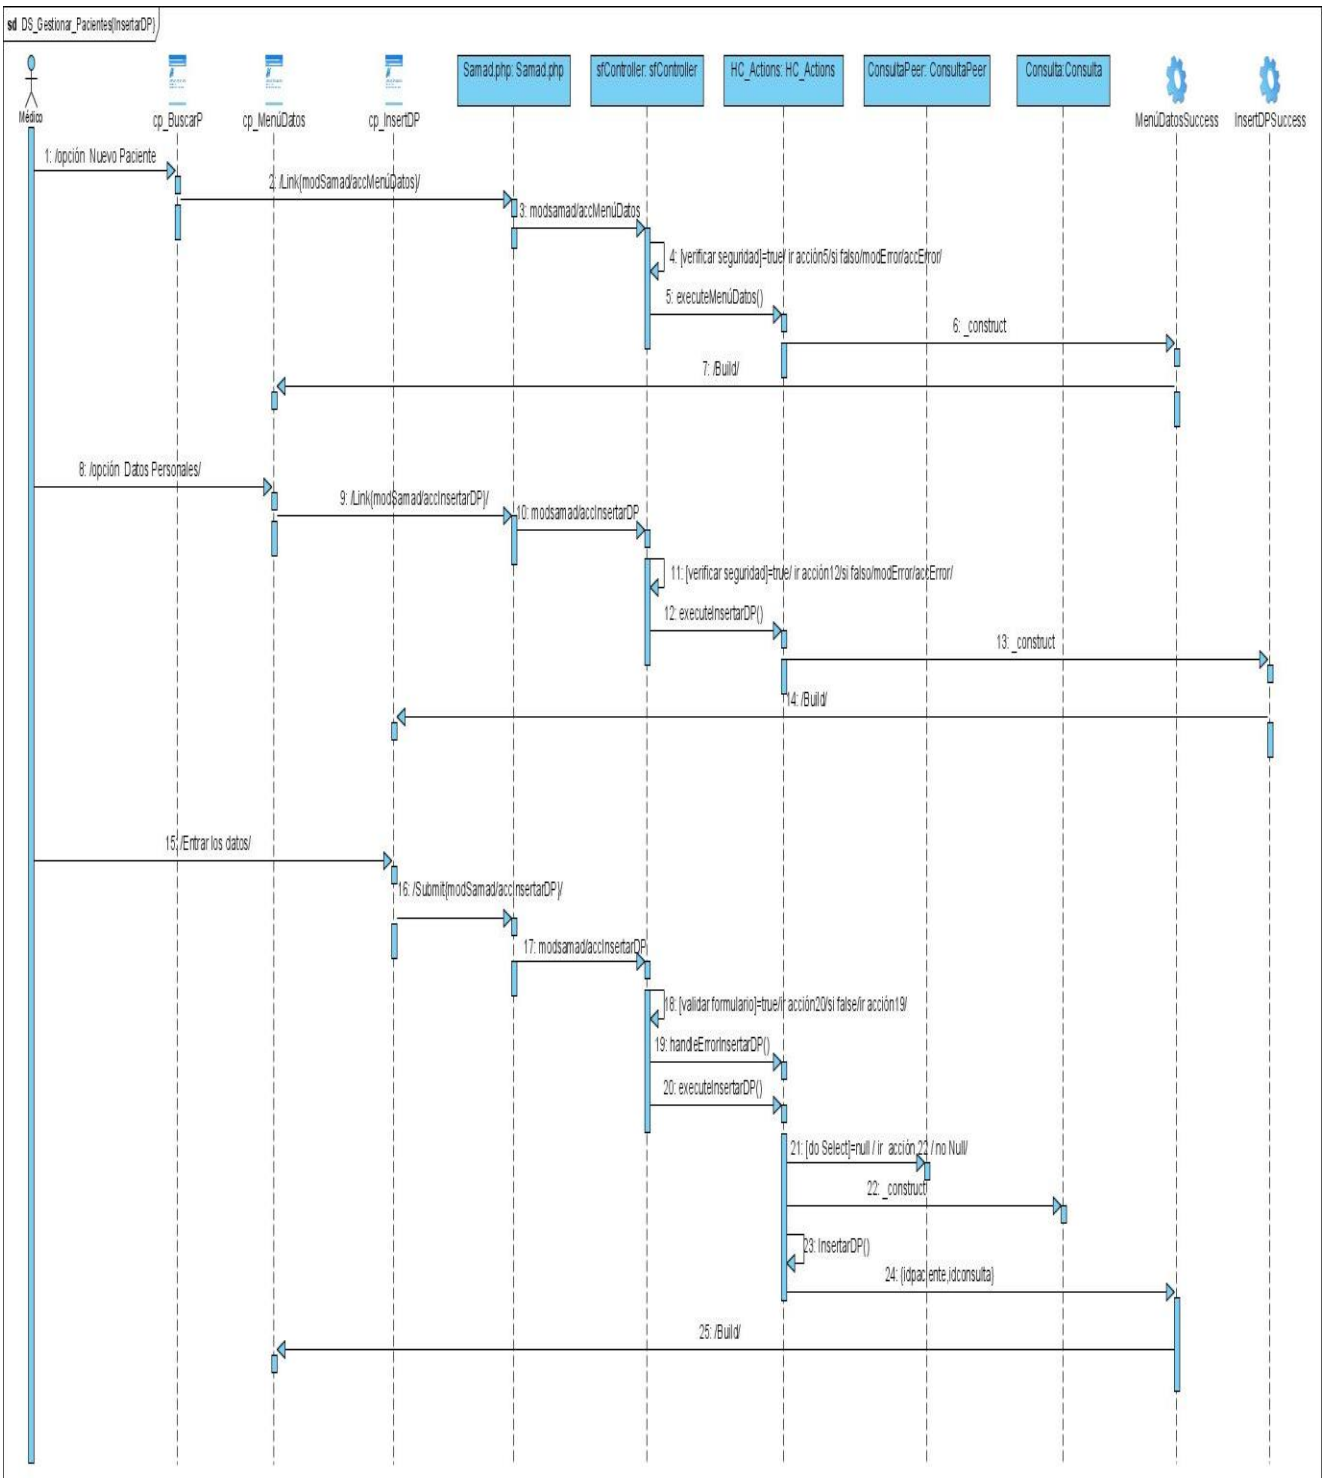 sd DS_Gestionar_Pacientes(InsertarDP)
Médico
cp_BuscarP
cp_MenúDatos
cp_InsertDP
Samad.php: Samad.php
sfController: sfController
HC_Actions: HC_Actions
ConsultaPeer: ConsultaPeer
Consulta:Consulta
MenúDatosSuccess
InsertDPSuccess
1: /opción Nuevo Paciente
2: /Link(modSamad/accMenúDatos)/
3: modsamad/accMenúDatos
4: [verificar seguridad]=true/ ir acción5/si falso/modError/accError/
5: executeMenúDatos()
6: _construct
7: /Build/
8: /opción Datos Personales/
9: /Link(modSamad/accInsertarDP)/
10: modsamad/accInsertarDP
11: [verificar seguridad]=true/ ir acción12/si falso/modError/accError/
12: executeInsertarDP()
13: _construct
14: /Build/
15: /Entrar los datos/
16: /Submit(modSamad/accInsertarDP)/
17: modsamad/accInsertarDP
18: [validar formulario]=true/ir acción20/si false/ir acción19/
19: handleErrorInsertarDP()
20: executeInsertarDP()
21: [do Select]=null / ir acción 22 / no Null/
22: _construct
23: InsertarDP()
24: (idpaciente,idconsulta)
25: /Build/